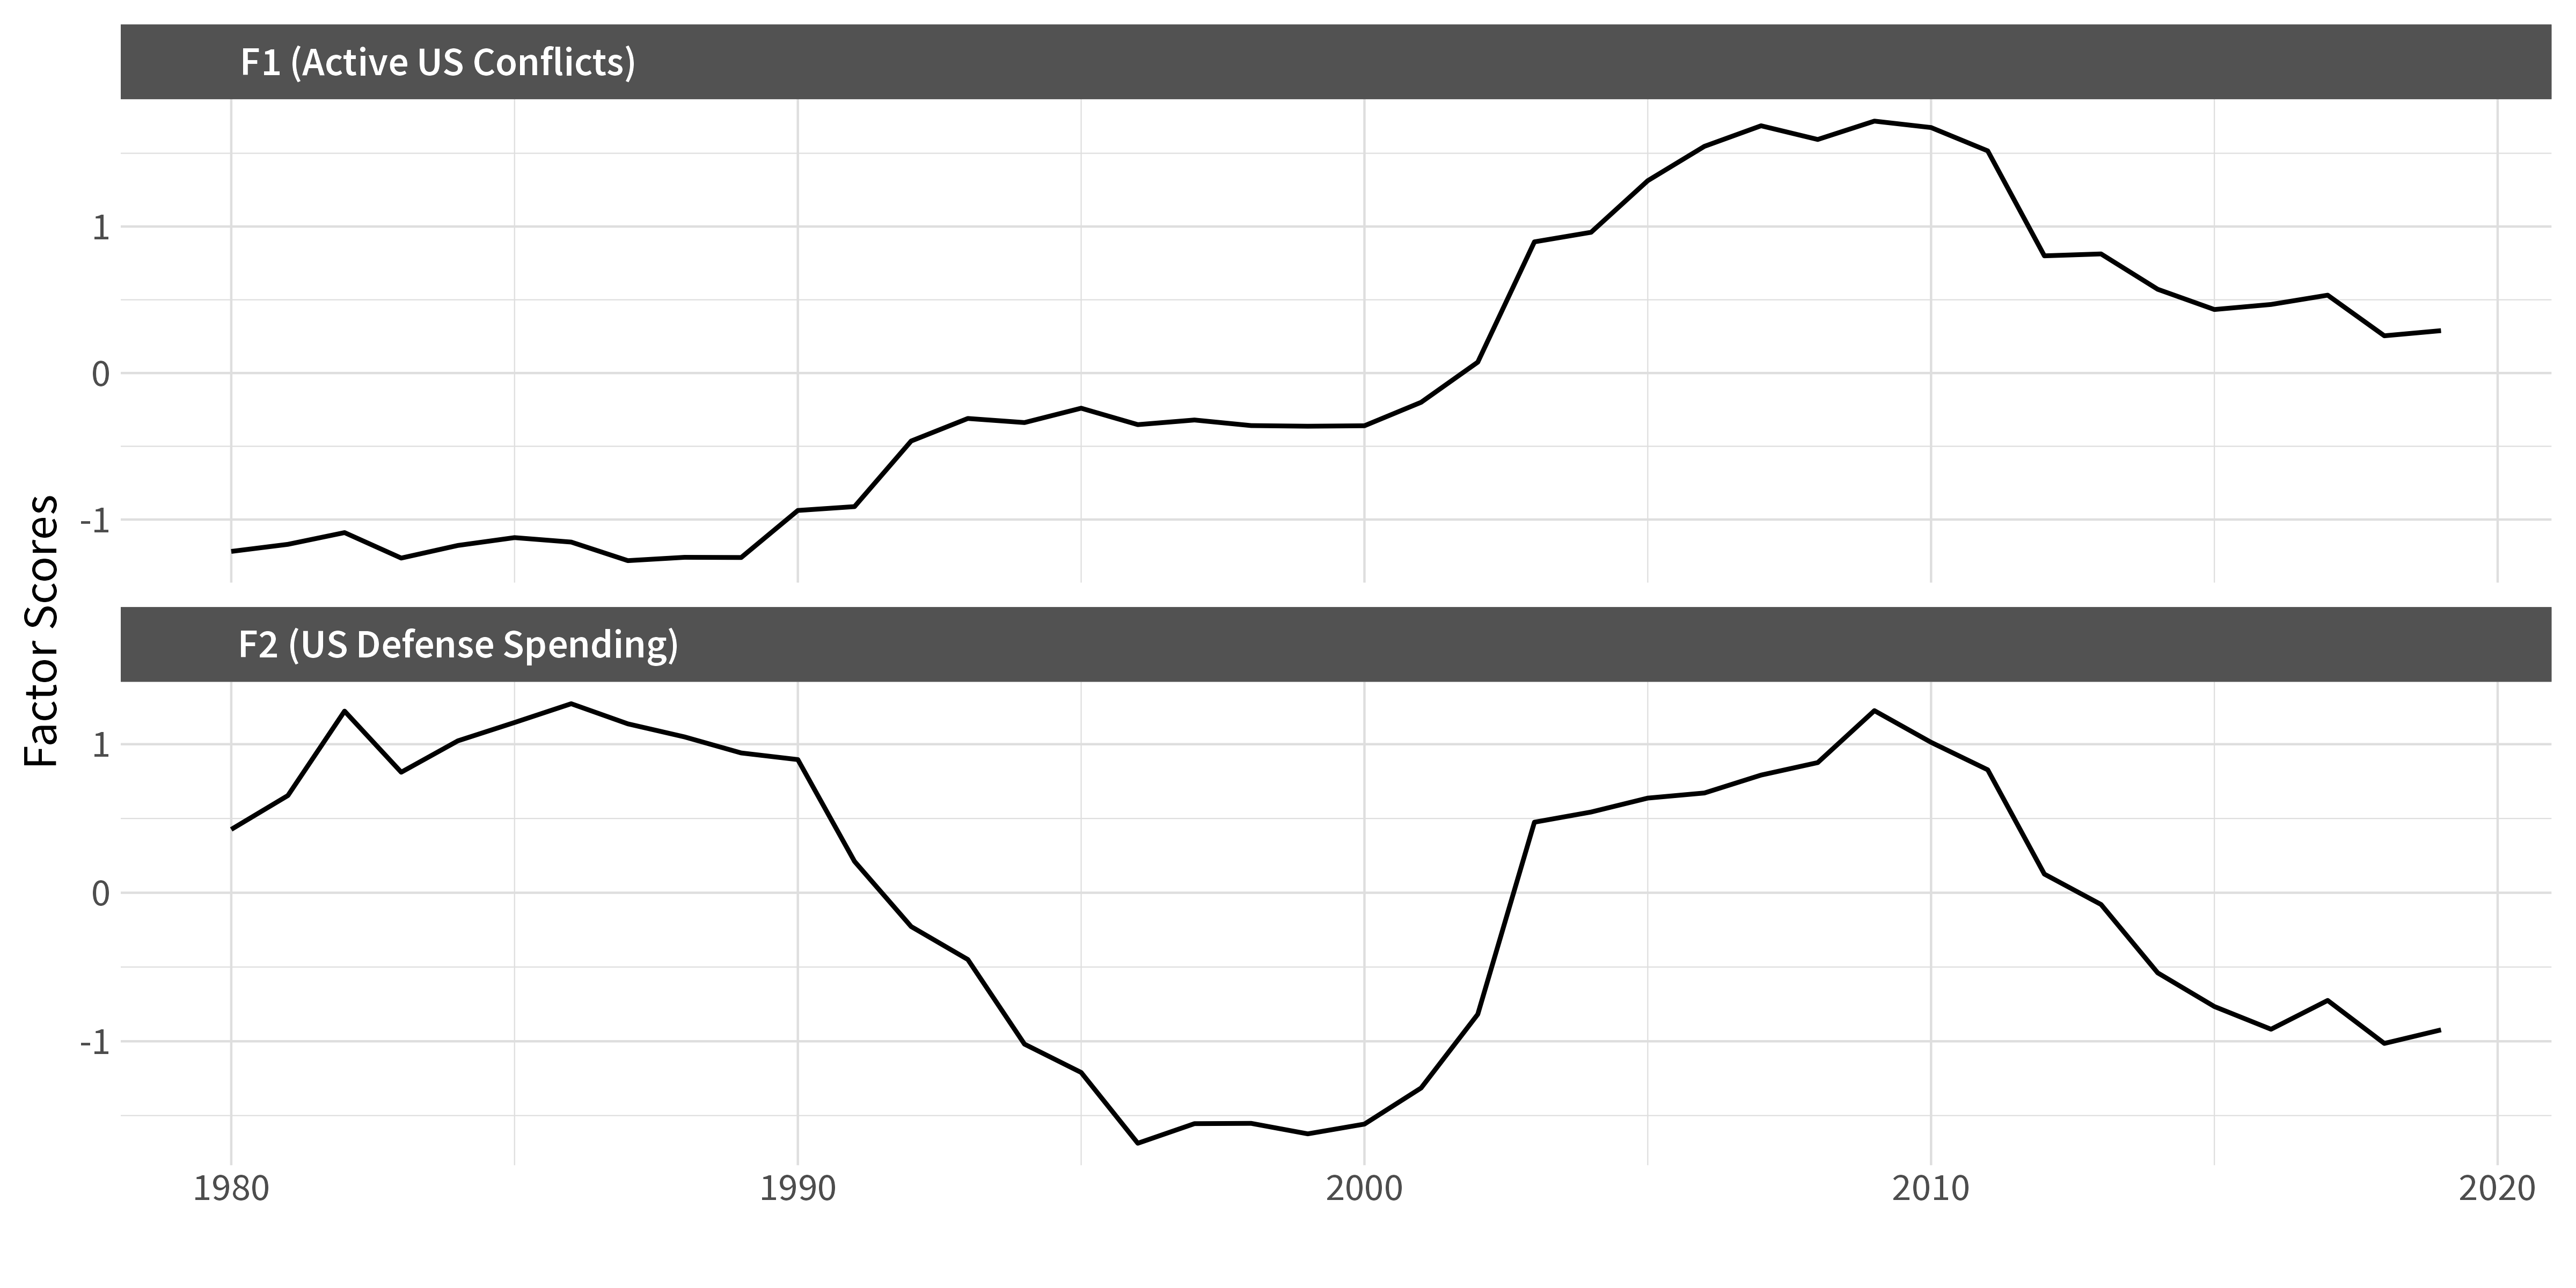 F1 (Active US Conflicts)
1
0
-1
Factor Scores
F2 (US Defense Spending)
1
0
-1
1980 1990 2000 2010 2020